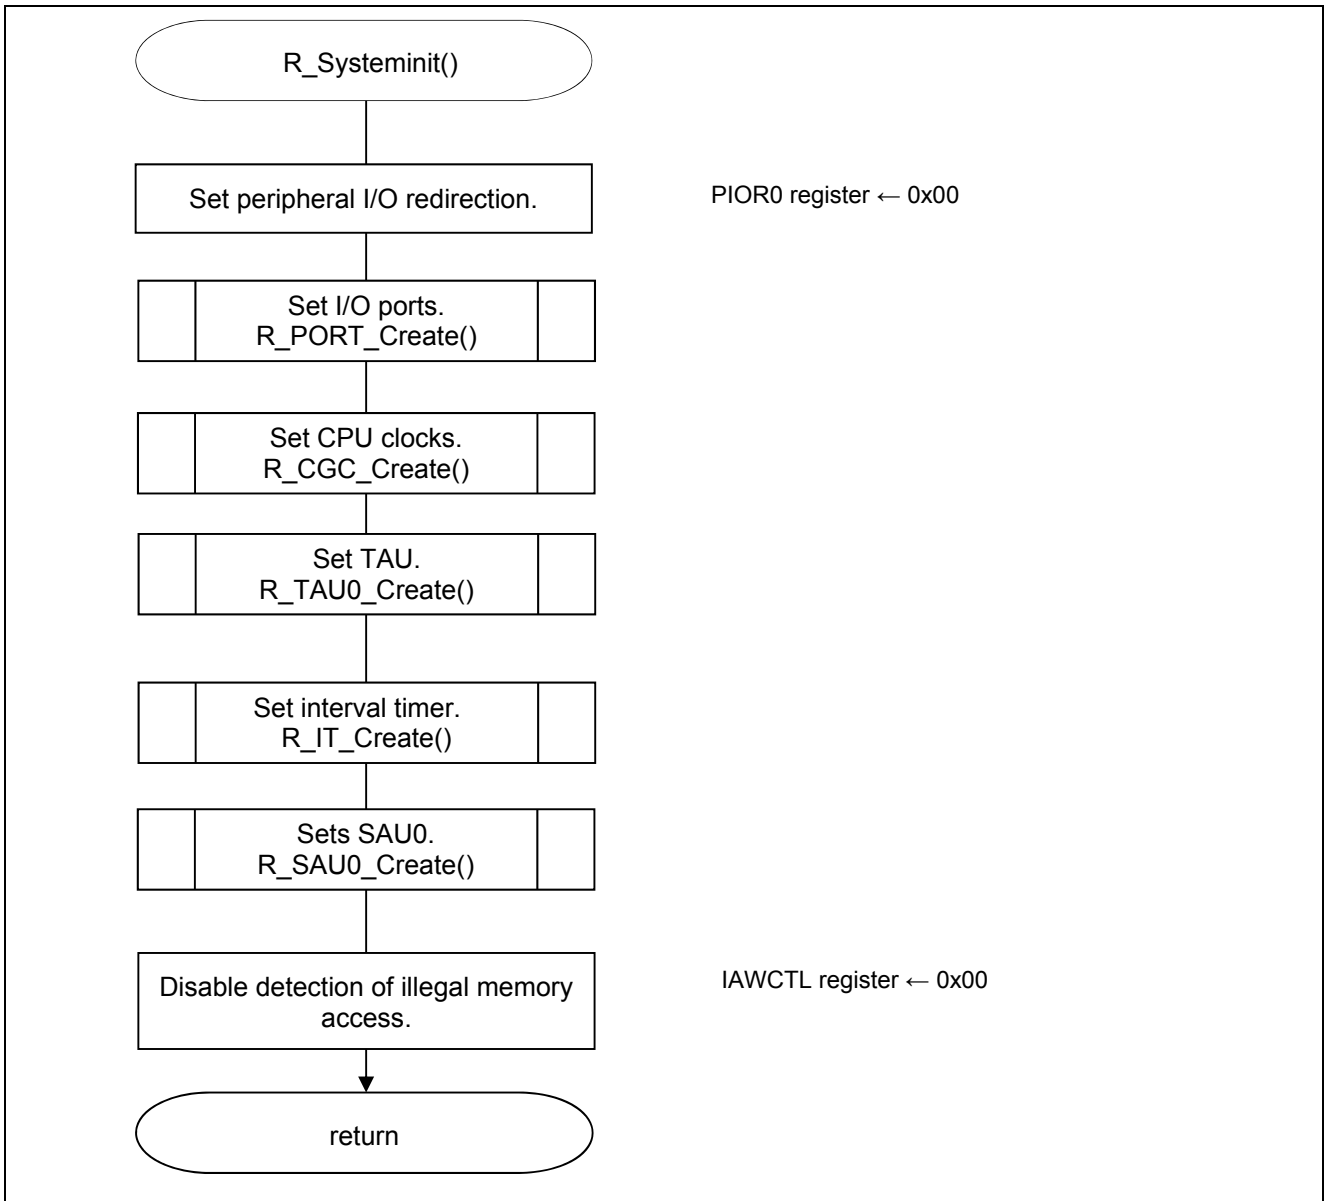 R_Systeminit()
Set peripheral I/O redirection.
PIOR0 register ← 0x00
Set I/O ports.
R_PORT_Create()
Set CPU clocks.
R_CGC_Create()
Set TAU.
R_TAU0_Create()
Set interval timer.
R_IT_Create()
Sets SAU0.
R_SAU0_Create()
Disable detection of illegal memory
access.
IAWCTL register ← 0x00
return